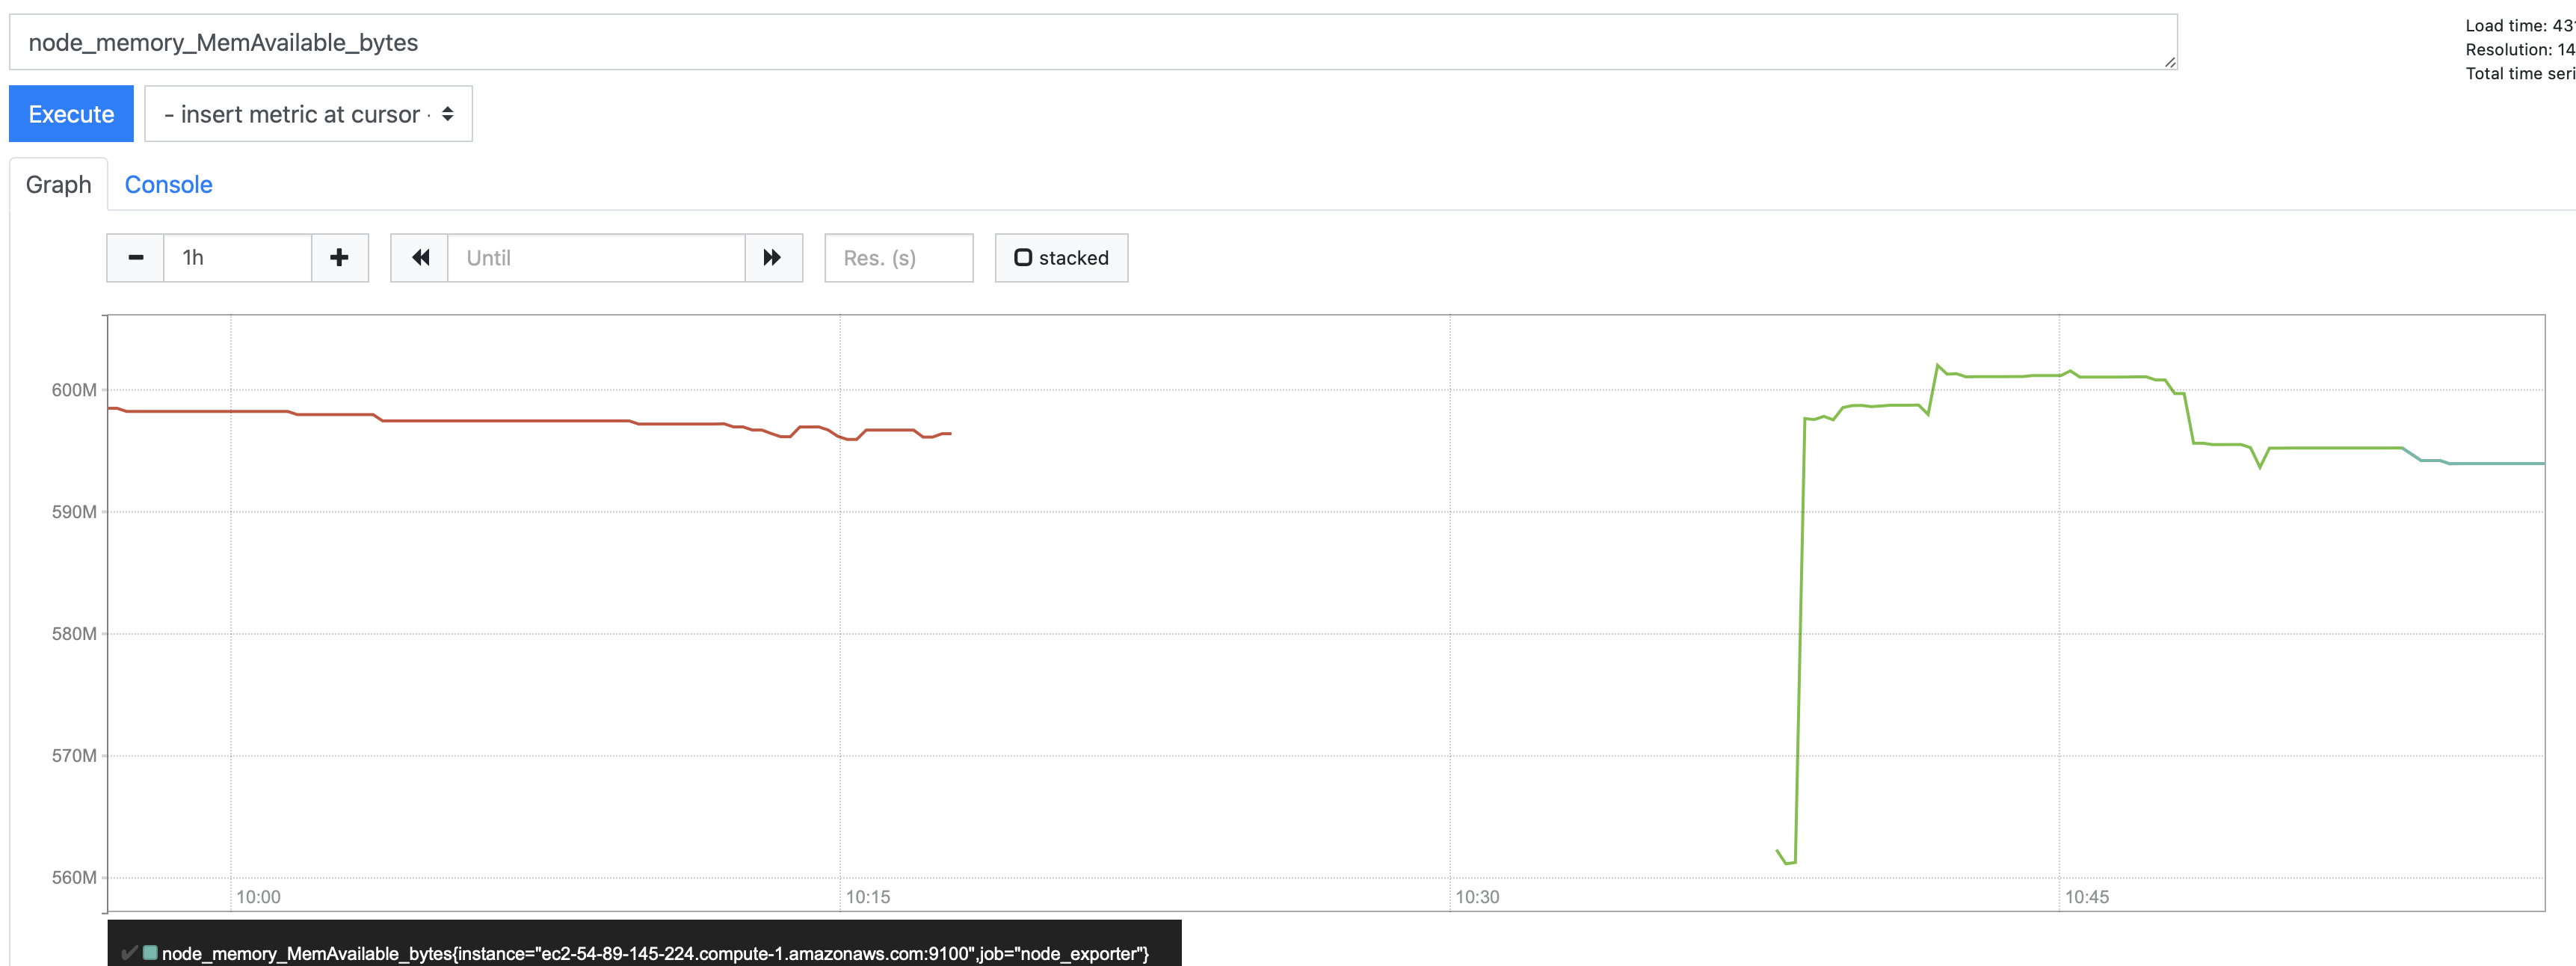 node_memory_MemAvailable_bytes
Load time: 431
Resolution: 14
Total time seri
Execute
- insert metric at cursor -
Graph
Console
1h
Until
Res. (s)
stacked
600M
590M
580M
570M
560M
10:00
10:15
10:30
10:45
node_memory_MemAvailable_bytes{instance="ec2-54-89-145-224.compute-1.amazonaws.com:9100",job="node_exporter"}